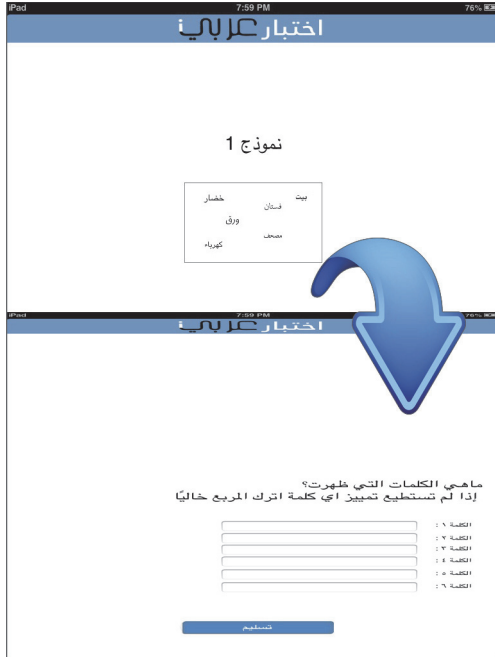 iPad 7:59 PM 76%
اختبار عربي
نموذج 1
بيت
خضار
فستان
ورق
مصحف
كهرباء
iPad 7:59 PM 76%
اختبار عربي
ماهي الكلمات التي ظهرت؟
إذا لم تستطيع تمييز اي كلمة اترك المربع خاليًا
الكلمة ١ :
الكلمة ٢ :
الكلمة ٣ :
الكلمة ٤ :
الكلمة ٥ :
الكلمة ٦ :
تسليم